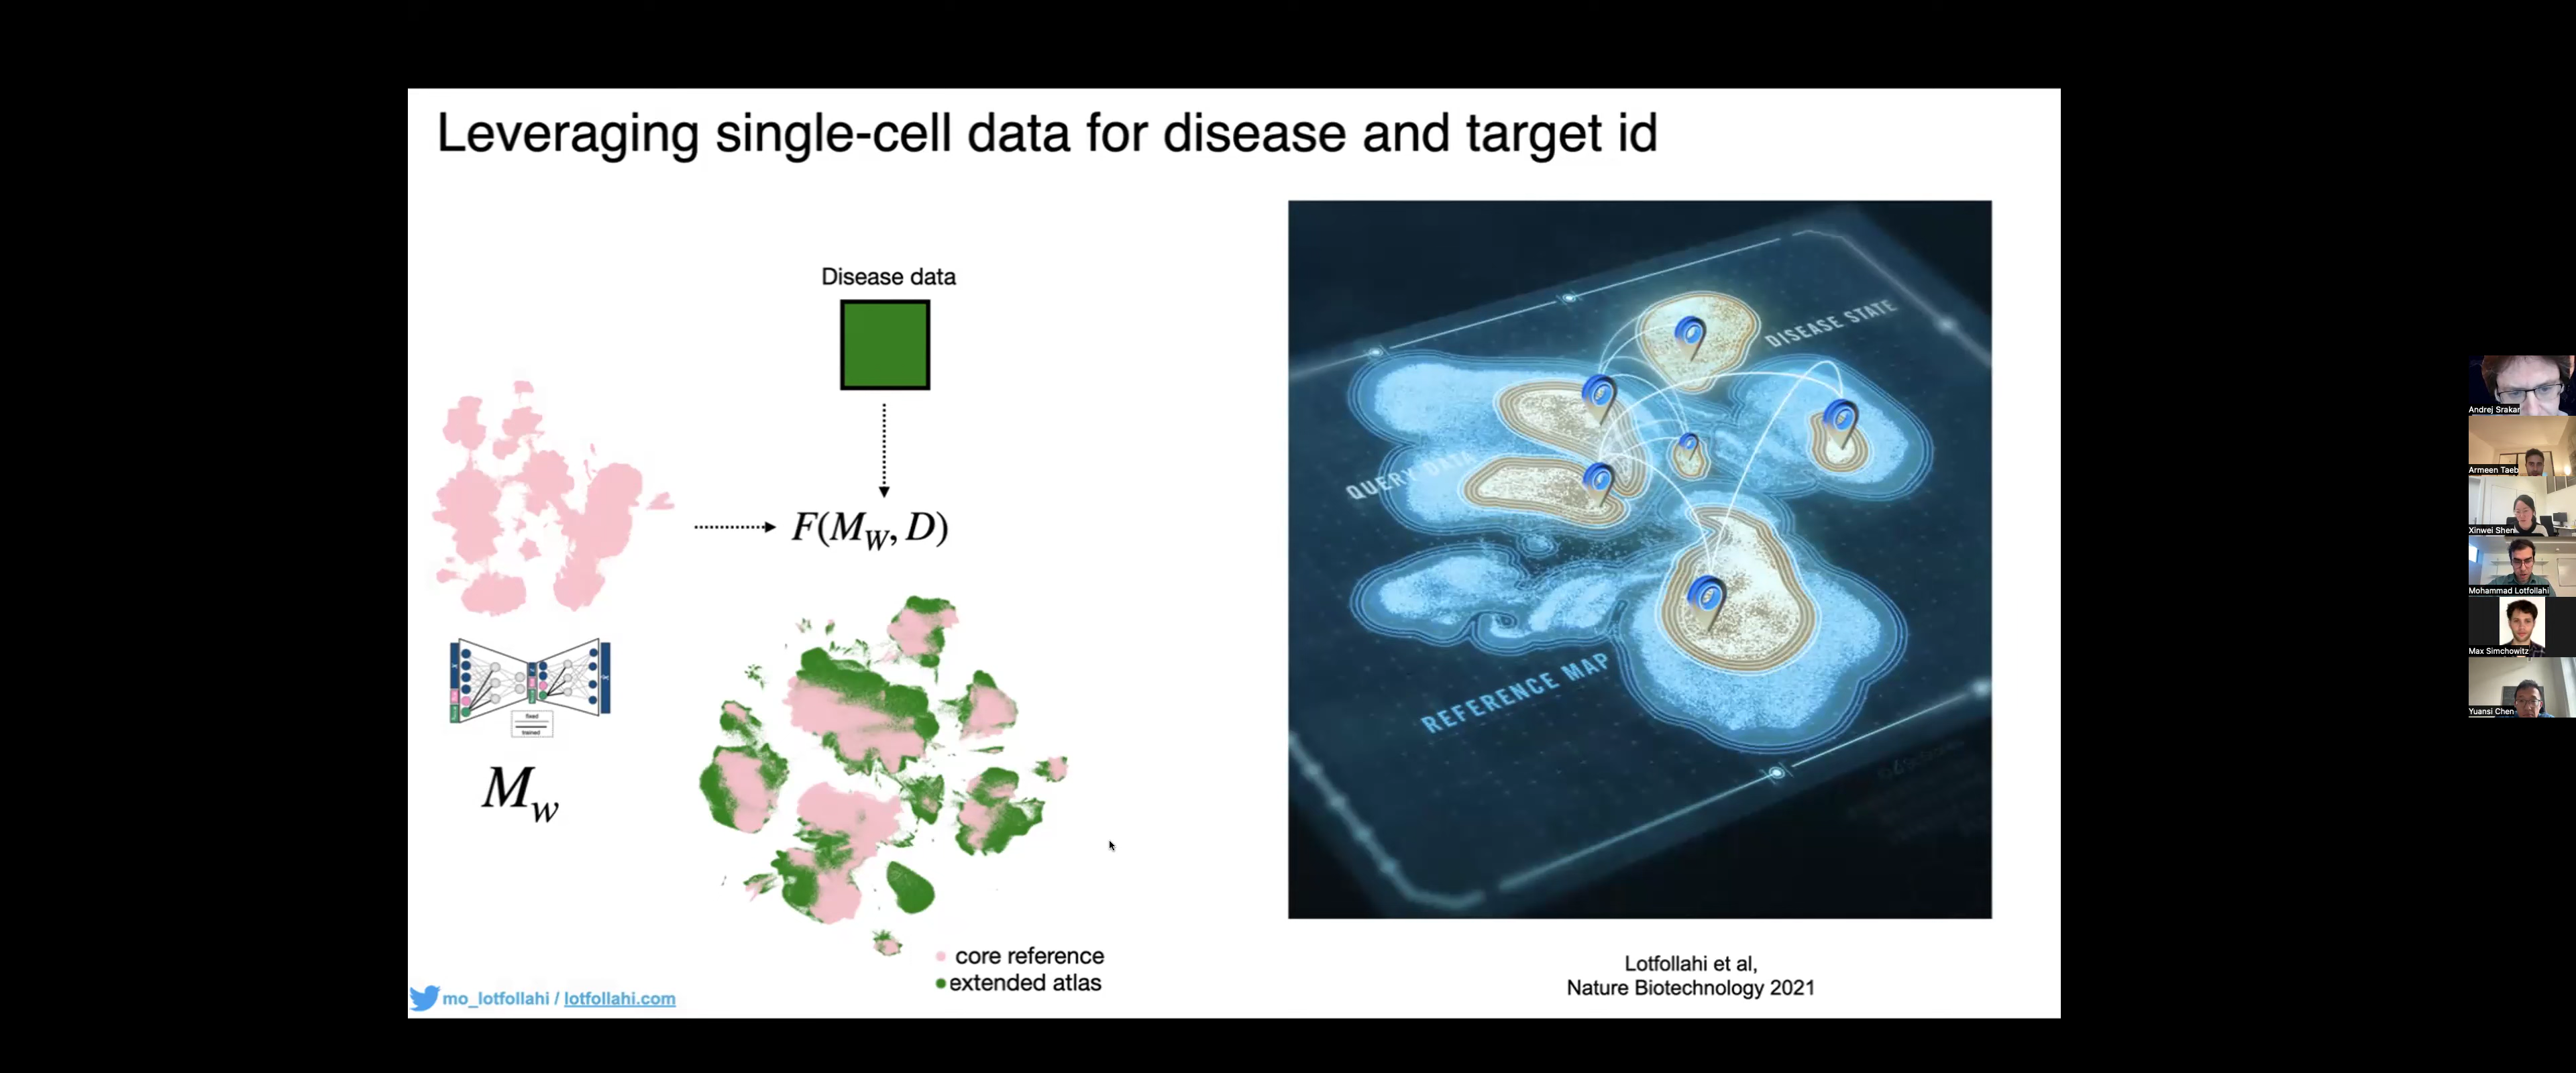 Leveraging single-cell data for disease and target id
Disease data
F(M_W, D)
fixed
trained
M_w
core reference
extended atlas
mo_lotfollahi / lotfollahi.com
DISEASE STATE
QUERY DATA
REFERENCE MAP
Lotfollahi et al,
Nature Biotechnology 2021
Andrej Srakar
Armeen Taeb
Xinwei Shen
Mohammad Lotfollahi
Max Simchowitz
Yuansi Chen